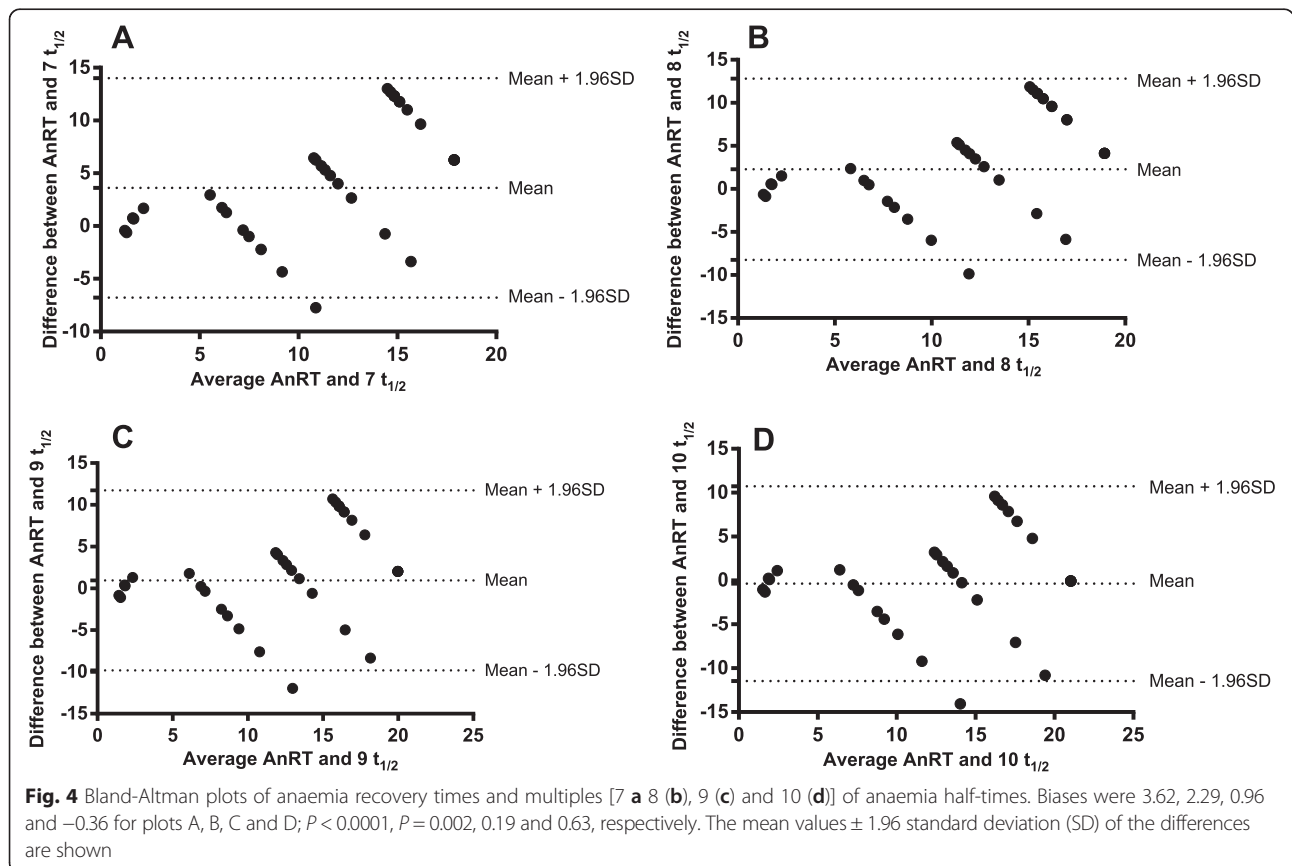 A
Difference between AnRT and 7 t1/2
15
10
5
0
-5
-10
Mean + 1.96SD
Mean
Mean - 1.96SD
0 5 10 15 20
Average AnRT and 7 t1/2
B
Difference between AnRT and 8 t1/2
15
10
5
0
-5
-10
-15
Mean + 1.96SD
Mean
Mean - 1.96SD
0 5 10 15 20
Average AnRT and 8 t1/2
C
Difference between AnRT and 9 t1/2
15
10
5
0
-5
-10
-15
Mean + 1.96SD
Mean
Mean - 1.96SD
0 5 10 15 20 25
Average AnRT and 9 t1/2
D
Difference between AnRT and 10 t1/2
15
10
5
0
-5
-10
-15
Mean + 1.96SD
Mean
Mean - 1.96SD
0 5 10 15 20 25
Average AnRT and 10 t1/2
Fig. 4 Bland-Altman plots of anaemia recovery times and multiples [7 a 8 (b), 9 (c) and 10 (d)] of anaemia half-times. Biases were 3.62, 2.29, 0.96
and −0.36 for plots A, B, C and D; P < 0.0001, P = 0.002, 0.19 and 0.63, respectively. The mean values ± 1.96 standard deviation (SD) of the differences
are shown